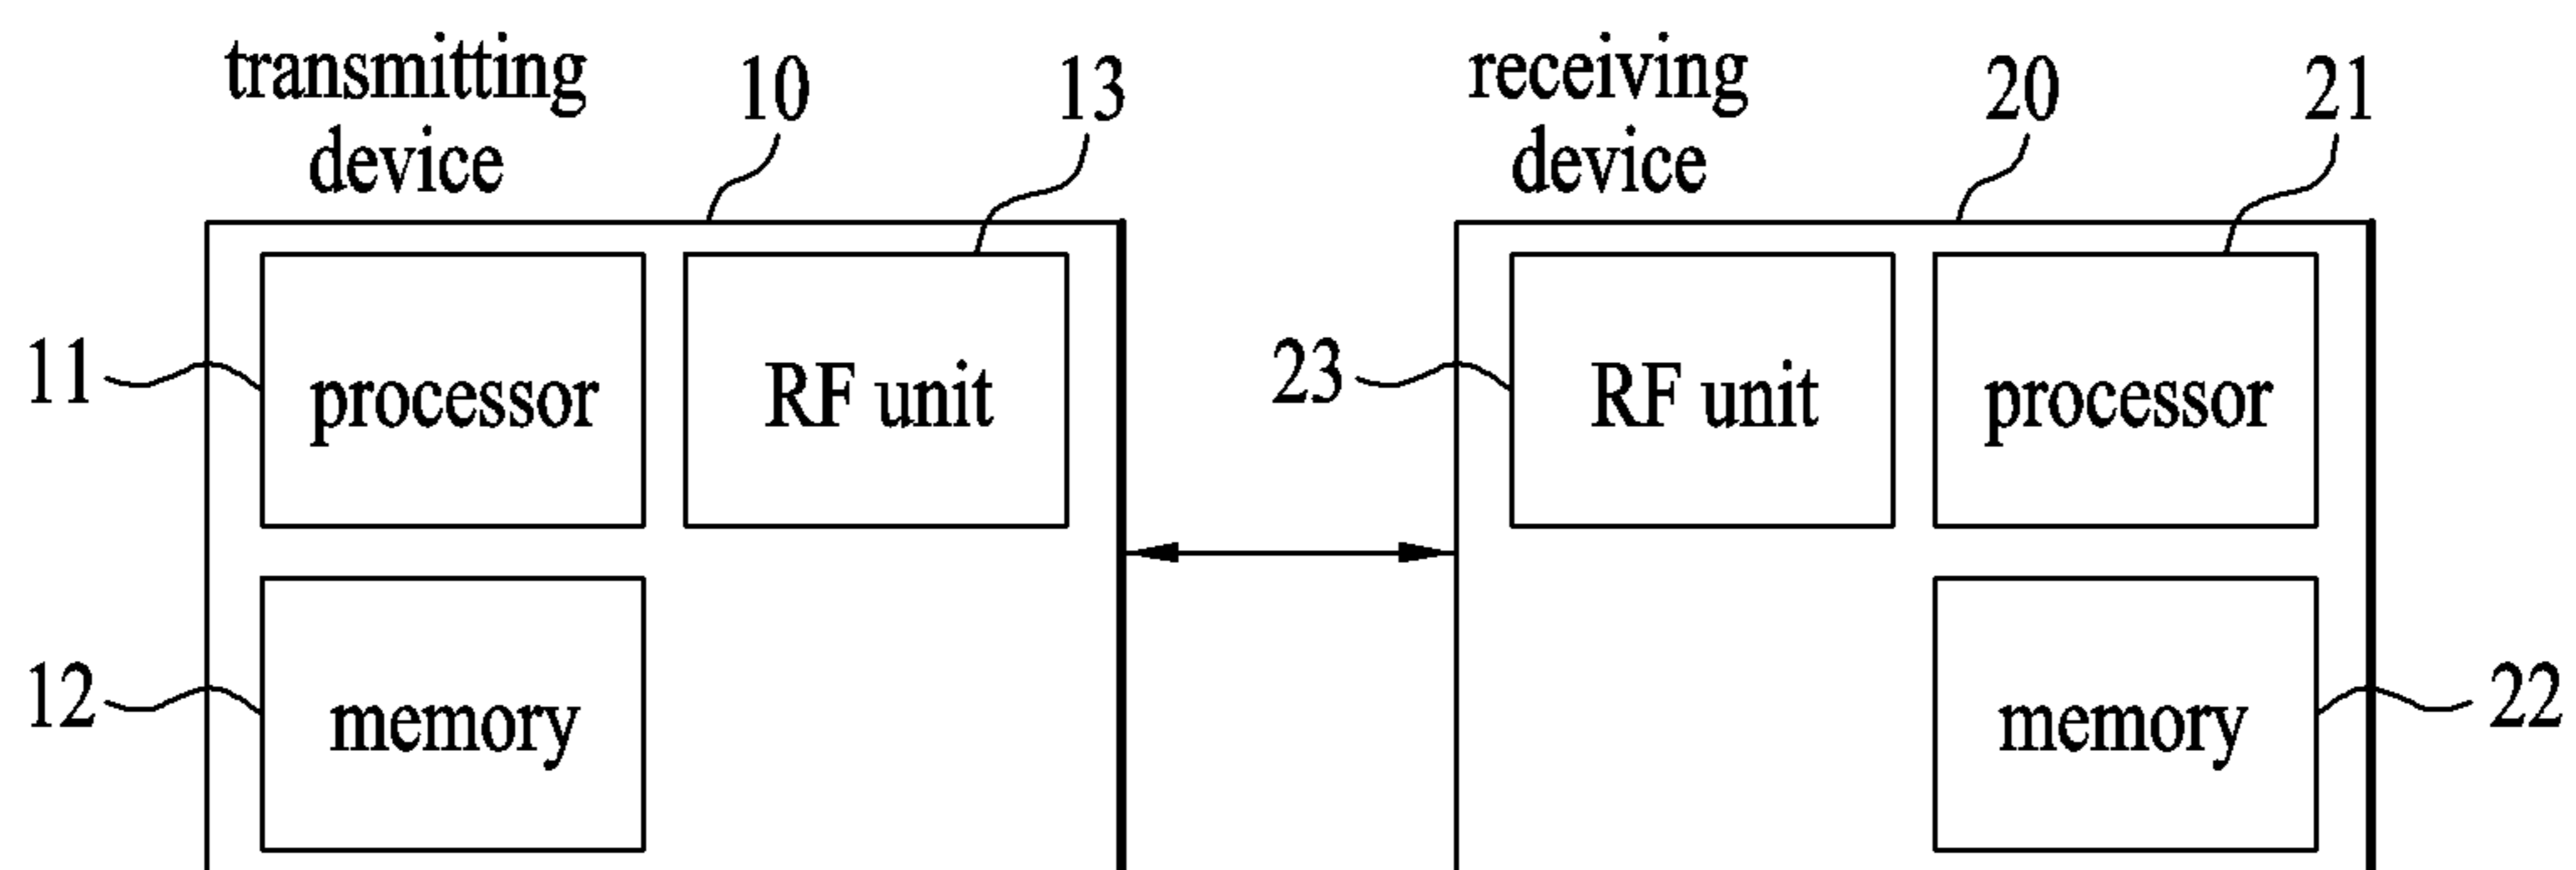 transmitting
device
10
13
receiving
device
20
21
11
processor
RF unit
23
RF unit
processor
12
memory
memory
22